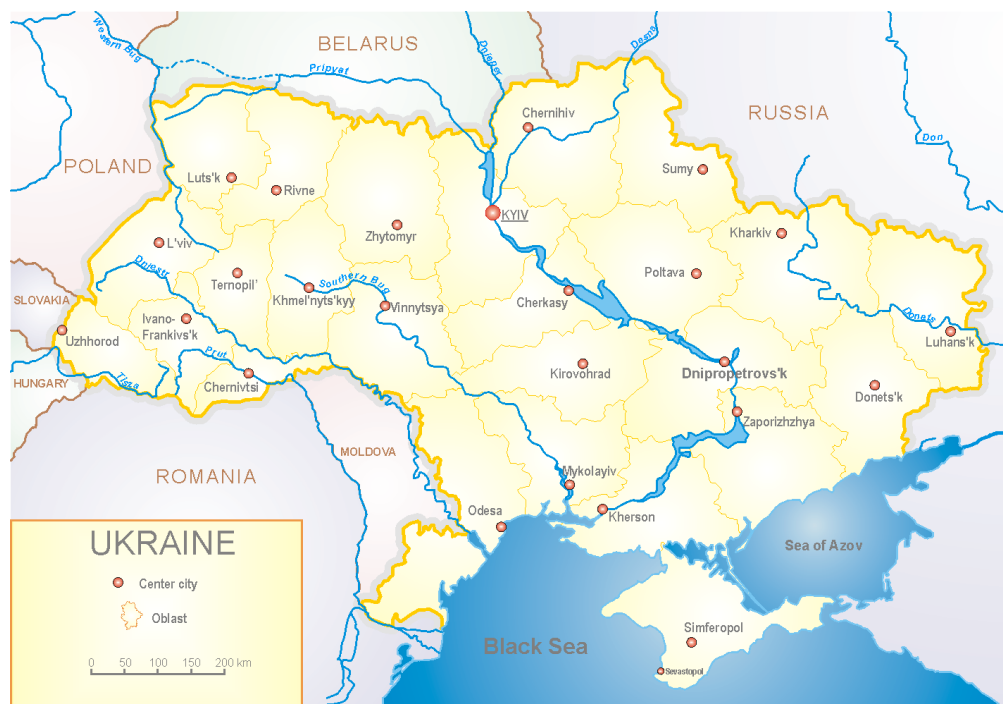 BELARUS
Western Bug
Pripyat
Dnieper
Desna
RUSSIA
Don
POLAND
Chernihiv
Sumy
Luts'k
Rivne
KYIV
Zhytomyr
L'viv
Kharkiv
Dniestr
Ternopil'
Khmel'nyts'kyy
Southern Bug
Vinnytsya
Cherkasy
Poltava
SLOVAKIA
Ivano-
Frankivs'k
Uzhhorod
Donets
Luhans'k
HUNGARY
Tisza
Prut
Chernivtsi
Kirovohrad
Dnipropetrovs'k
Donets'k
Zaporizhzhya
MOLDOVA
ROMANIA
Mykolayiv
Kherson
Odesa
Sea of Azov
UKRAINE
Center city
Oblast
0 50 100 150 200 km
Black Sea
Simferopol
Sevastopol